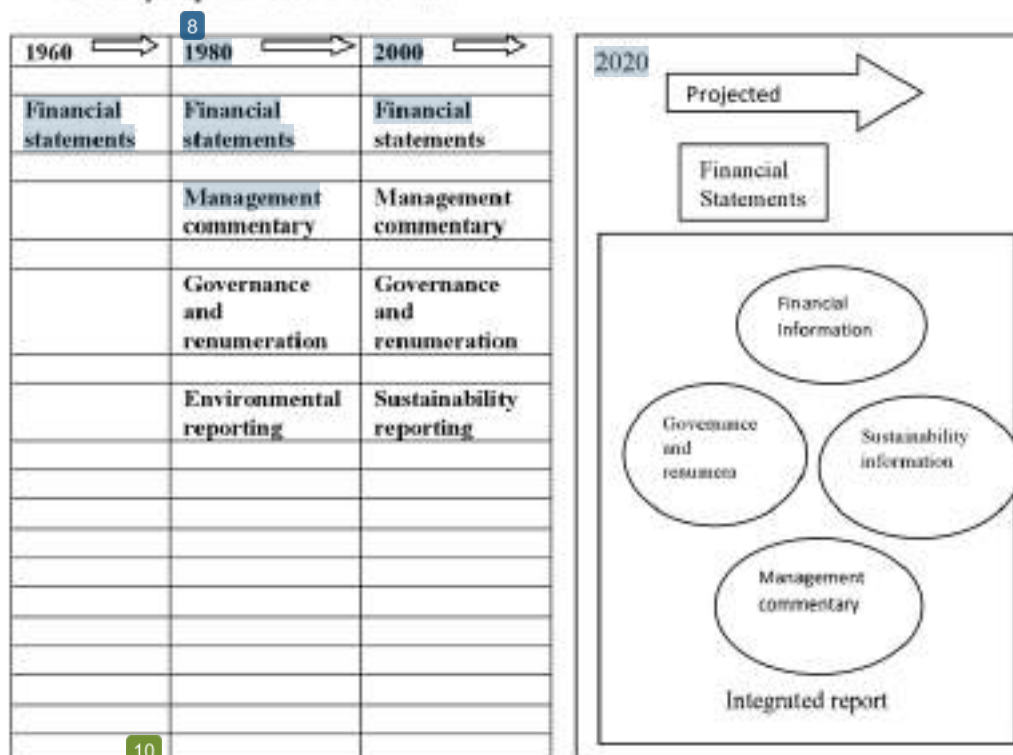 8
1960 1980 2000
Financial statements
Financial statements
Financial statements
Management commentary
Management commentary
Governance and renumeration
Governance and renumeration
Environmental reporting
Sustainability reporting
10
2020
Projected
Financial
Statements
Financial
Information
Governance
and
renumera
Sustainability
information
Management
commentary
Integrated report